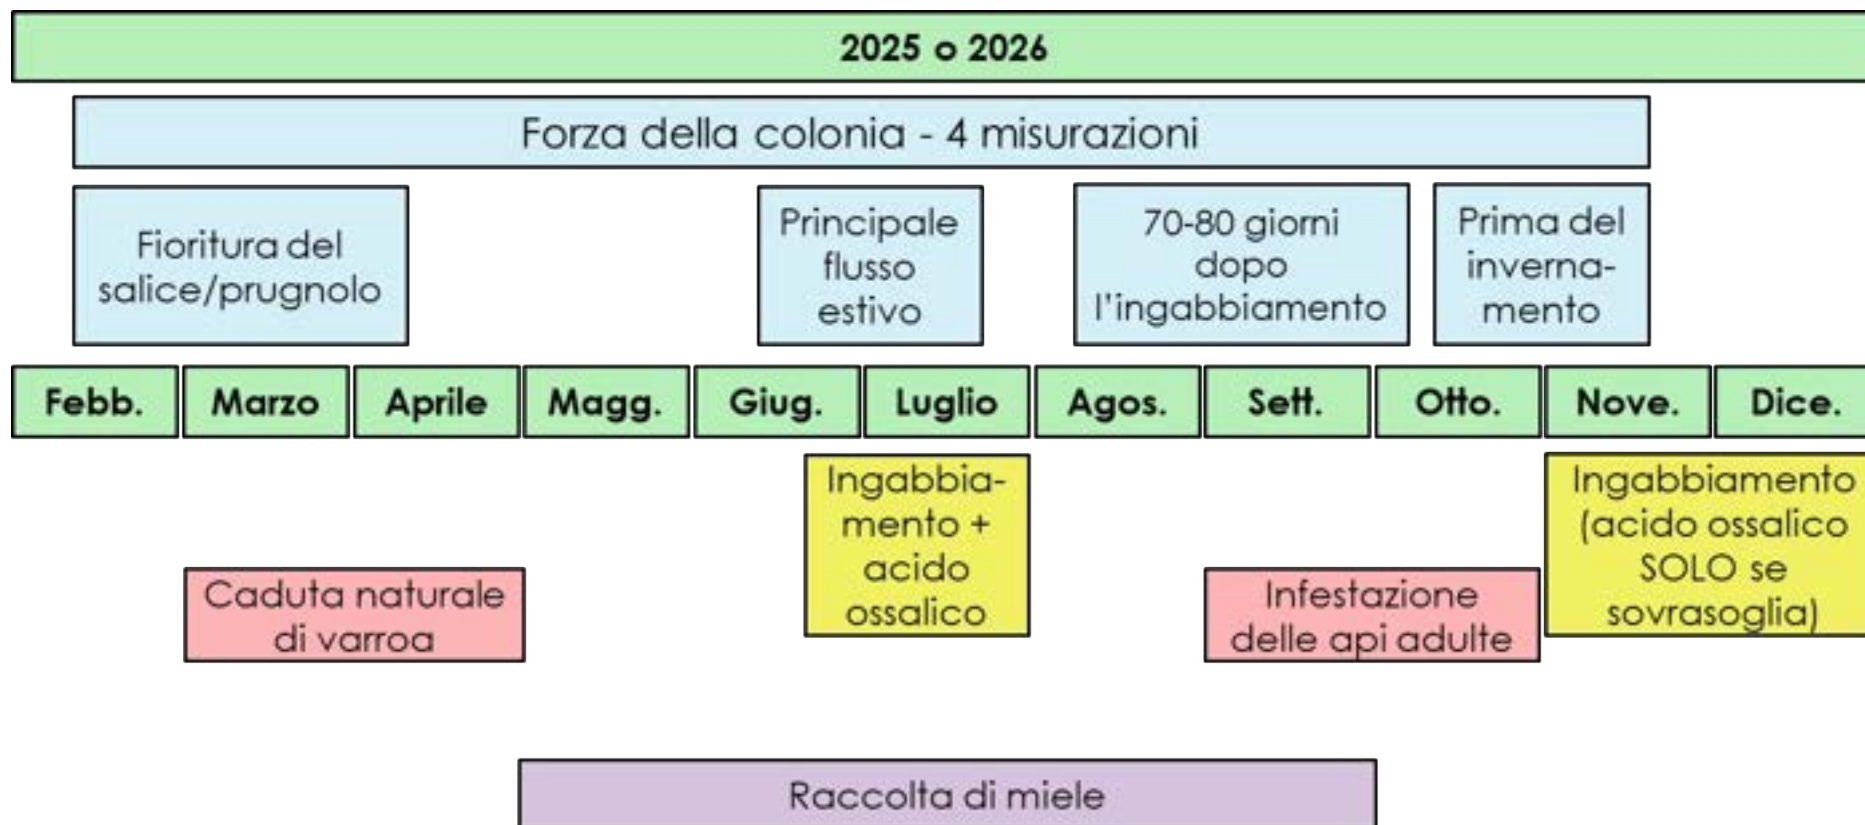 2025 o 2026
Forza della colonia - 4 misurazioni
Fioritura del
salice/prugnolo
Principale
flusso
estivo
70-80 giorni
dopo
l'ingabbiamento
Prima del
inverna-
mento
Febb.
Marzo
Aprile
Magg.
Giug.
Luglio
Agos.
Sett.
Otto.
Nove.
Dice.
Ingabbia-
mento +
acido
ossalico
Ingabbiamento
(acido ossalico
SOLO se
sovrasoglia)
Caduta naturale
di varroa
Infestazione
delle api adulte
Raccolta di miele